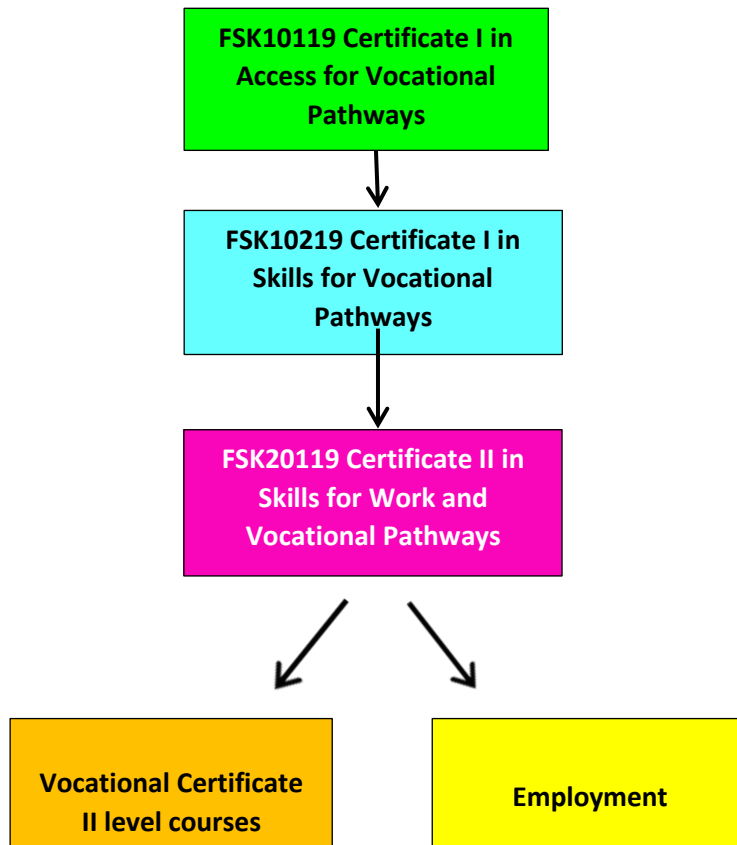 FSK10119 Certificate I in
Access for Vocational
Pathways
FSK10219 Certificate I in
Skills for Vocational
Pathways
FSK20119 Certificate II in
Skills for Work and
Vocational Pathways
Vocational Certificate
II level courses
Employment